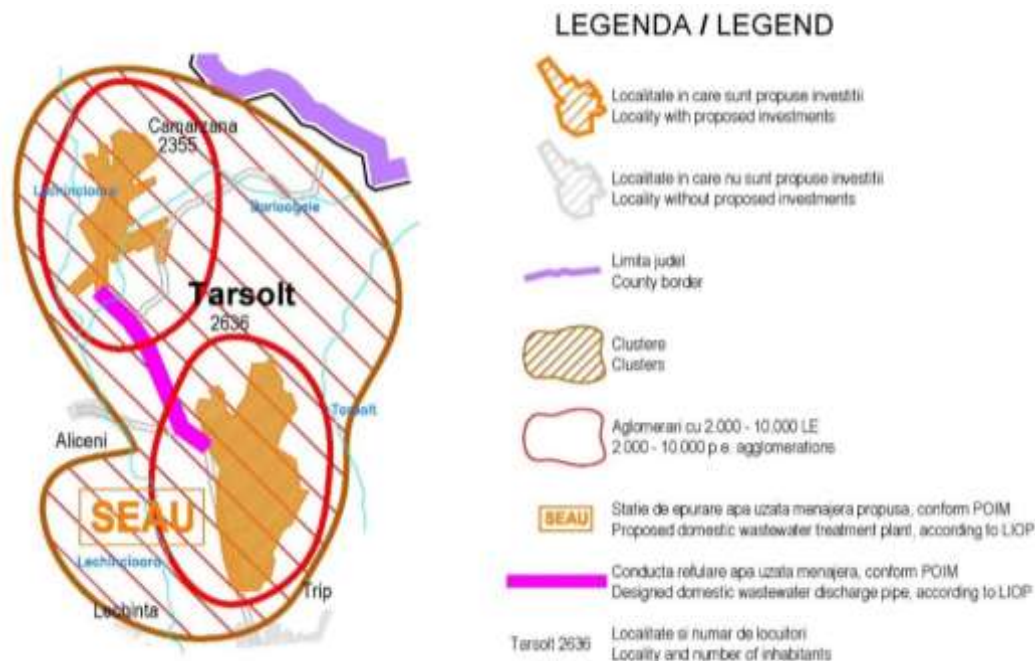 LEGENDA / LEGEND
Localitate in care sunt propuse investitii
Locality with proposed investments
Localitate in care nu sunt propuse investitii
Locality without proposed investments
Limita judet
County border
Clustere
Clusters
Aglomerari cu 2.000 - 10.000 LE
2 000 - 10.000 p.e. agglomerations
SEAU
Statie de epurare apa uzata menajera propusa, conform POIM
Proposed domestic wastewater treatment plant, according to LIOP
Conducta refulare apa uzata menajera, conform POIM
Designed domestic wastewater discharge pipe, according to LIOP
Tarsolt 2636
Localitate si numar de locuitori
Locality and number of inhabitants
Camarzana
2355
Tarsolt
2636
Tarsolt
Aliceni
SEAU
Trip
Lechinta